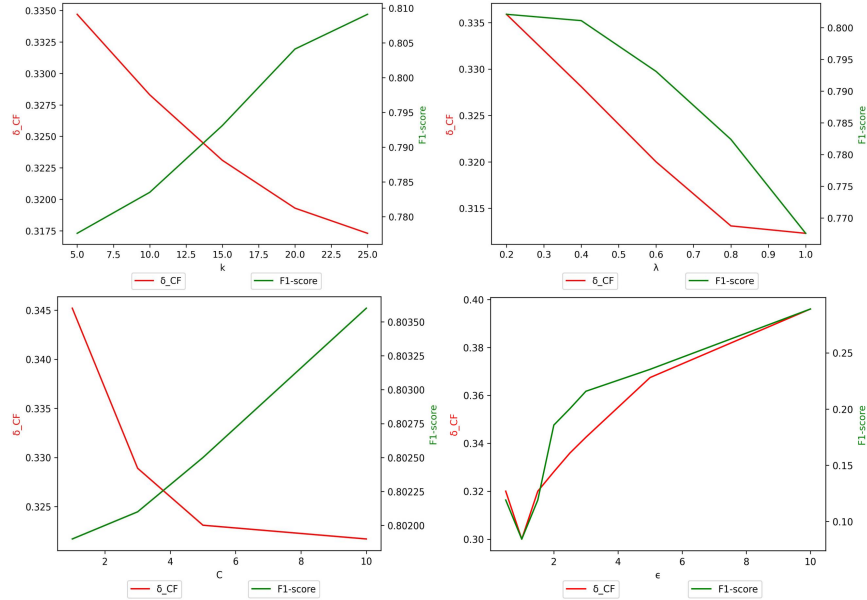 0.3350
0.3325
0.3300
0.3275
0.3250
0.3225
0.3200
0.3175
δ_CF
0.810
0.805
0.800
0.795
0.790
0.785
0.780
F1-score
5.0 7.5 10.0 12.5 15.0 17.5 20.0 22.5 25.0
k
δ_CF F1-score
0.335
0.330
0.325
0.320
0.315
δ_CF
0.800
0.795
0.790
0.785
0.780
0.775
0.770
F1-score
0.2 0.3 0.4 0.5 0.6 0.7 0.8 0.9 1.0
λ
δ_CF F1-score
0.345
0.340
0.335
0.330
0.325
δ_CF
0.80350
0.80325
0.80300
0.80275
0.80250
0.80225
0.80200
F1-score
2 4 6 8 10
C
δ_CF F1-score
0.40
0.38
0.36
0.34
0.32
0.30
δ_CF
0.25
0.20
0.15
0.10
F1-score
2 4 6 8 10
ϵ
δ_CF F1-score